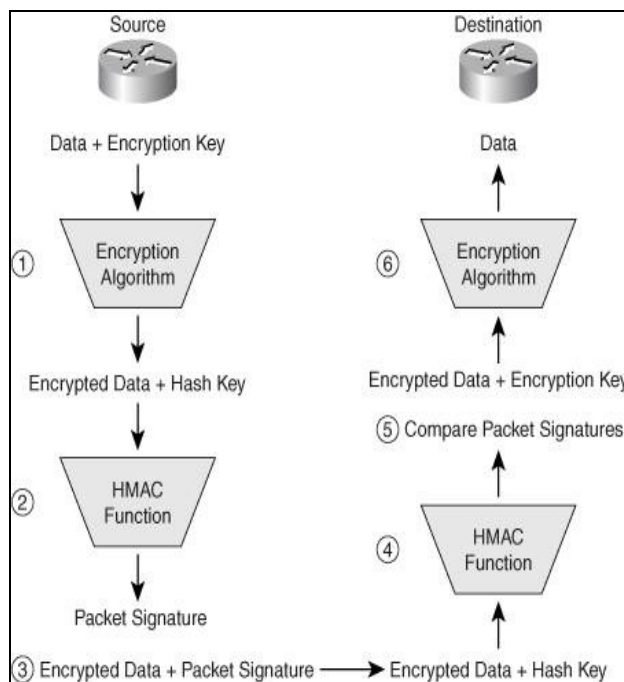 Source
Data + Encryption Key
① Encryption
Algorithm
Encrypted Data + Hash Key
② HMAC
Function
Packet Signature
③ Encrypted Data + Packet Signature
Encrypted Data + Hash Key
④ HMAC
Function
⑤ Compare Packet Signatures
Encrypted Data + Encryption Key
⑥ Encryption
Algorithm
Data
Destination